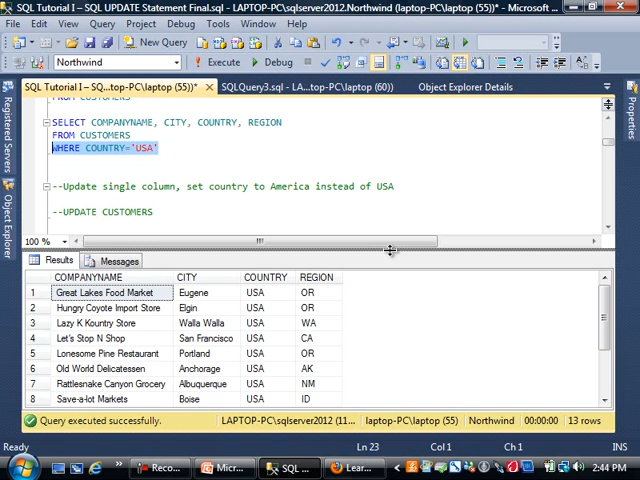 SQL Tutorial I – SQL UPDATE Statement Final.sql - LAPTOP-PC\sqlserver2012.Northwind (laptop-PC\laptop (55))* - Microsoft ...
File Edit View Query Project Debug Tools Window Help
New Query
Northwind Execute Debug
Registered Servers
Object Explorer
Properties
SQL Tutorial I – SQ...top-PC\laptop (55))* SQLQuery3.sql - LA...top-PC\laptop (60)) Object Explorer Details
FROM CUSTOMERS
SELECT COMPANYNAME, CITY, COUNTRY, REGION
FROM CUSTOMERS
WHERE COUNTRY='USA'
--Update single column, set country to America instead of USA
--UPDATE CUSTOMERS
100 %
Results Messages
COMPANYNAME CITY COUNTRY REGION
1 Great Lakes Food Market Eugene USA OR
2 Hungry Coyote Import Store Elgin USA OR
3 Lazy K Kountry Store Walla Walla USA WA
4 Let's Stop N Shop San Francisco USA CA
5 Lonesome Pine Restaurant Portland USA OR
6 Old World Delicatessen Anchorage USA AK
7 Rattlesnake Canyon Grocery Albuquerque USA NM
8 Save-a-lot Markets Boise USA ID
Query executed successfully. LAPTOP-PC\sqlserver2012 (11... laptop-PC\laptop (55) Northwind 00:00:00 13 rows
Ready Ln 23 Col 1 Ch 1 INS
Reco... Micr... SQL ... Lear... 2:44 PM